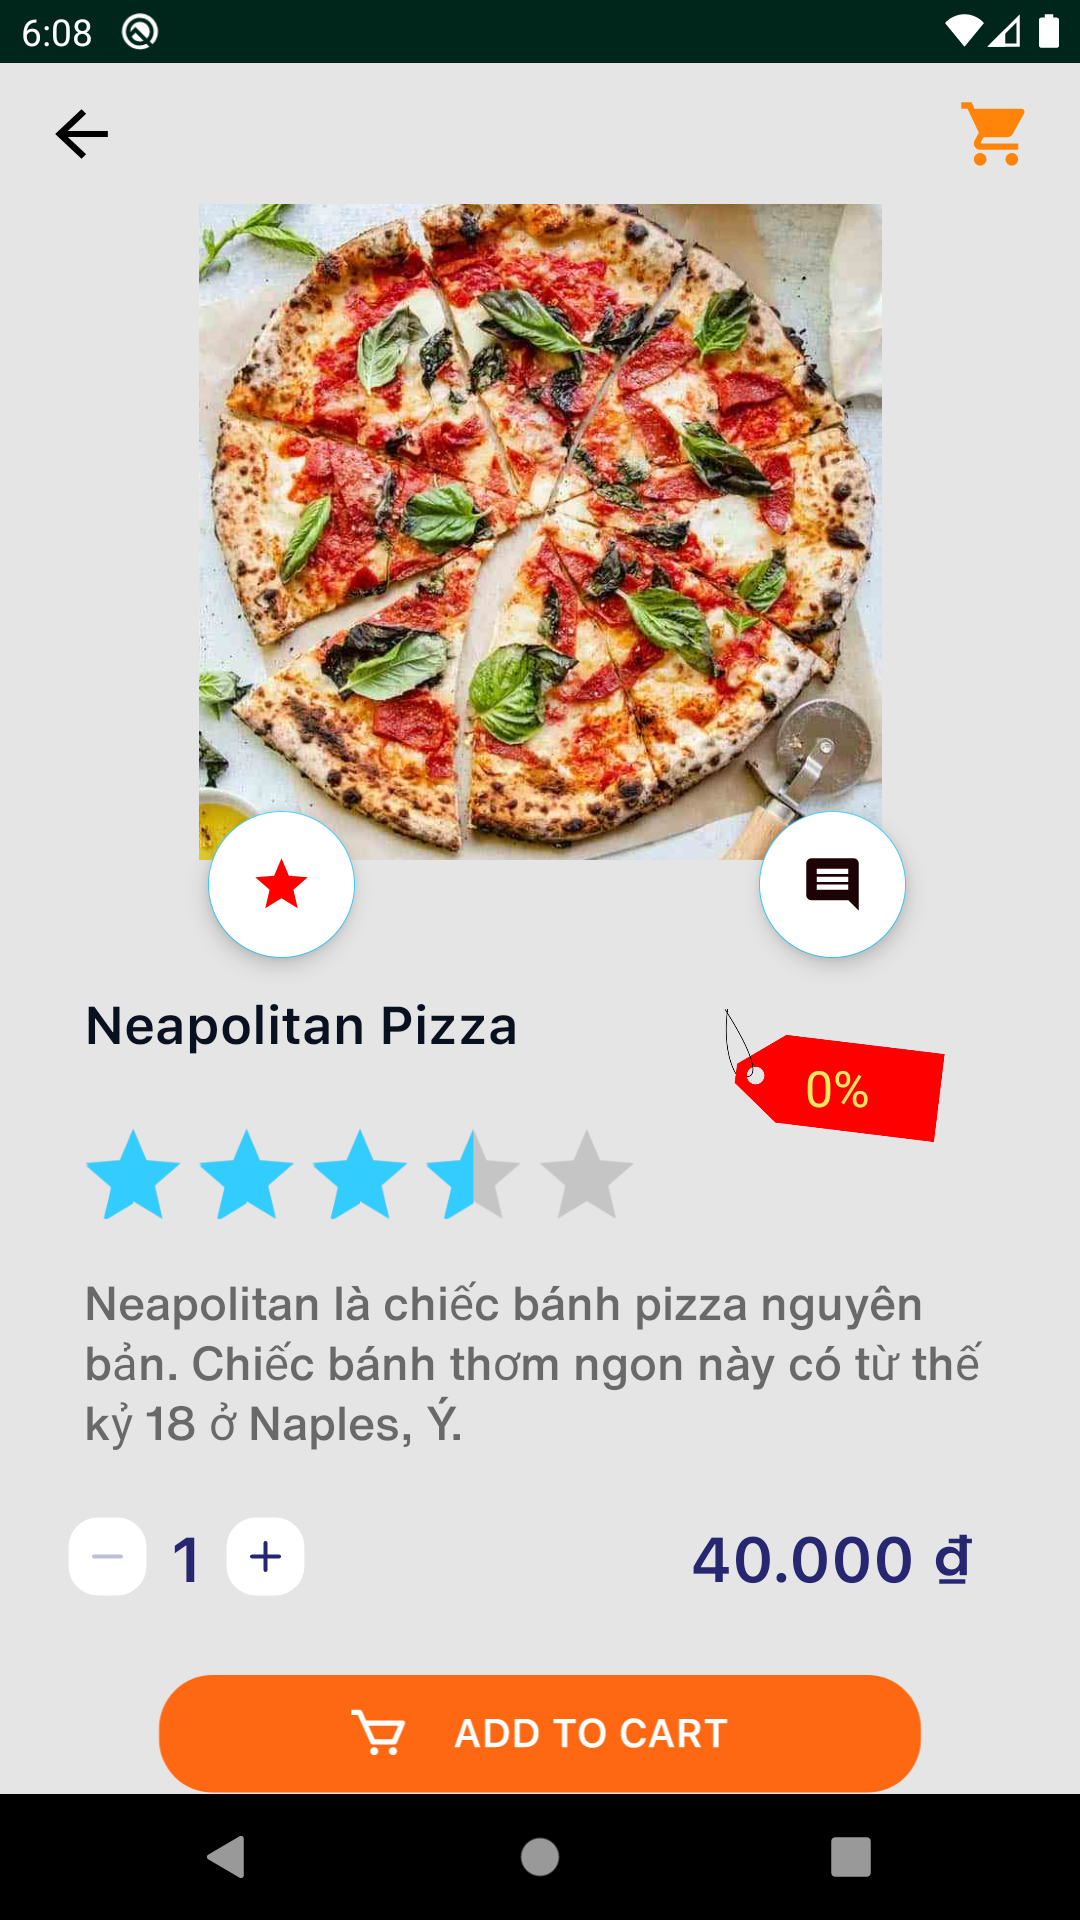 6:08
Neapolitan Pizza
0%
Neapolitan là chiếc bánh pizza nguyên
bản. Chiếc bánh thơm ngon này có từ thế
kỷ 18 ở Naples, Ý.
1
40.000 ₫
ADD TO CART